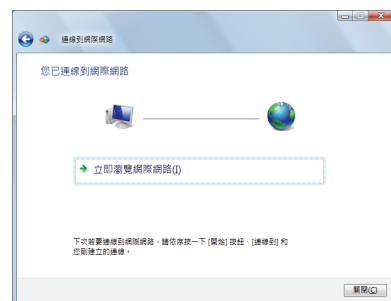 連線到網際網路
您已連線到網際網路
立即瀏覽網際網路(I)
下次若要連線到網際網路，請依序按一下 [開始] 按鈕、[連線到] 和
您剛建立的連線。
關閉(C)